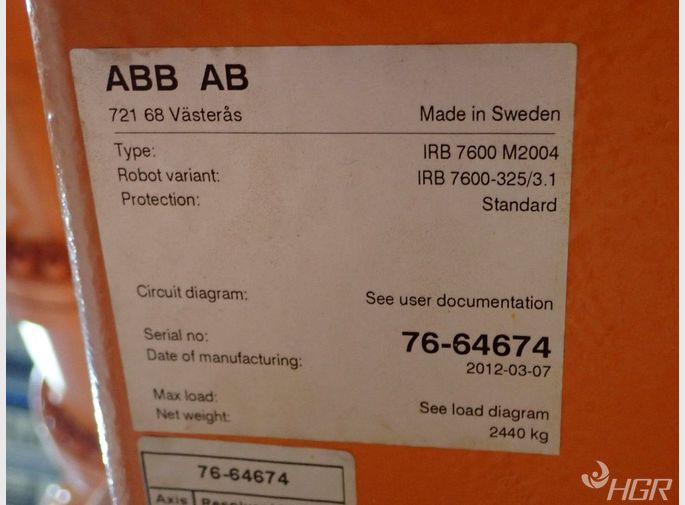 ABB AB
721 68 Västerås Made in Sweden
Type: IRB 7600 M2004
Robot variant: IRB 7600-325/3.1
Protection: Standard
Circuit diagram: See user documentation
Serial no: 76-64674
Date of manufacturing: 2012-03-07
Max load: See load diagram
Net weight: 2440 kg
76-64674
Axis
HGR